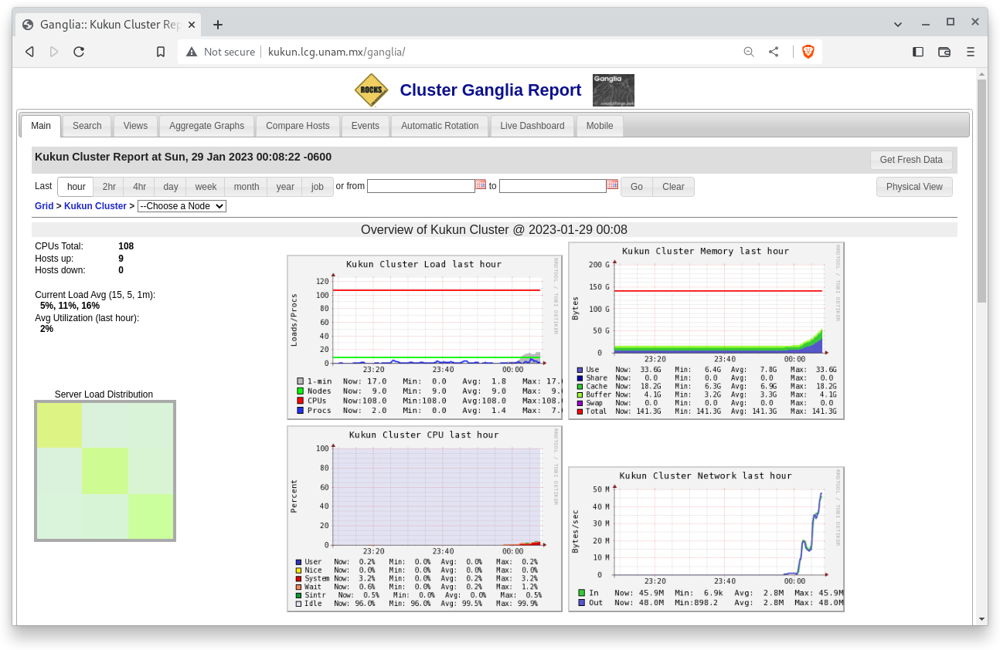 Ganglia:: Kukun Cluster Rep
Not secure kukun.lcg.unam.mx/ganglia/
ROCKS Cluster Ganglia Report Ganglia
Main Search Views Aggregate Graphs Compare Hosts Events Automatic Rotation Live Dashboard Mobile
Kukun Cluster Report at Sun, 29 Jan 2023 00:08:22 -0600 Get Fresh Data
Last hour 2hr 4hr day week month year job or from to Go Clear Physical View
Grid > Kukun Cluster > --Choose a Node
Overview of Kukun Cluster @ 2023-01-29 00:08
CPUs Total: 108
Hosts up: 9
Hosts down: 0
Current Load Avg (15, 5, 1m):
5%, 11%, 16%
Avg Utilization (last hour):
2%
Server Load Distribution
Kukun Cluster Load last hour
RRDTOOL / TOBI OETIKER
Loads/Procs
120
100
80
60
40
20
0
23:20 23:40 00:00
1-min Now: 17.0 Min: 0.0 Avg: 1.8 Max: 17.
Nodes Now: 9.0 Min: 9.0 Avg: 9.0 Max: 9.
CPUs Now:108.0 Min:108.0 Avg:108.0 Max:108.
Procs Now: 2.0 Min: 0.0 Avg: 1.4 Max: 7.
Kukun Cluster Memory last hour
RRDTOOL / TOBI OETIKER
Bytes
200 G
150 G
100 G
50 G
0
23:20 23:40 00:00
Use Now: 33.6G Min: 6.4G Avg: 7.8G Max: 33.6G
Share Now: 0.0 Min: 0.0 Avg: 0.0 Max: 0.0
Cache Now: 18.2G Min: 6.3G Avg: 6.9G Max: 18.2G
Buffer Now: 4.1G Min: 3.2G Avg: 3.3G Max: 4.1G
Swap Now: 0.0 Min: 0.0 Avg: 0.0 Max: 0.0
Total Now: 141.3G Min: 141.3G Avg: 141.3G Max: 141.3G
Kukun Cluster CPU last hour
RRDTOOL / TOBI OETIKER
Percent
100
80
60
40
20
0
23:20 23:40 00:00
User Now: 0.2% Min: 0.0% Avg: 0.0% Max: 0.2%
Nice Now: 0.0% Min: 0.0% Avg: 0.0% Max: 0.0%
System Now: 3.2% Min: 0.0% Avg: 0.2% Max: 3.2%
Wait Now: 0.6% Min: 0.0% Avg: 0.2% Max: 1.2%
Sintr Now: 0.5% Min: 0.0% Avg: 0.0% Max: 0.5%
Idle Now: 96.0% Min: 96.0% Avg: 99.5% Max: 99.9%
Kukun Cluster Network last hour
RRDTOOL / TOBI OETIKER
Bytes/sec
50 M
40 M
30 M
20 M
10 M
0
23:20 23:40 00:00
In Now: 45.9M Min: 6.9k Avg: 2.8M Max: 45.9M
Out Now: 48.0M Min:898.2 Avg: 2.8M Max: 48.0M